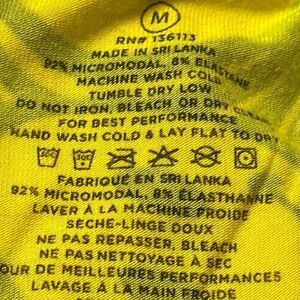 M
RN# 136113
MADE IN SRI LANKA
92% MICROMODAL, 8% ELASTANE
MACHINE WASH COLD
TUMBLE DRY LOW
DO NOT IRON, BLEACH OR DRY CLEAN
FOR BEST PERFORMANCE
HAND WASH COLD & LAY FLAT TO DRY
FABRIQUÉ EN SRI LANKA
92% MICROMODAL, 8% ÉLASTHANNE
LAVER À LA MACHINE FROIDE
SÈCHE-LINGE DOUX
NE PAS REPASSER, BLEACH
NE PAS NETTOYAGE À SEC
POUR DE MEILLEURES PERFORMANCES
LAVAGE À LA MAIN FROIDE